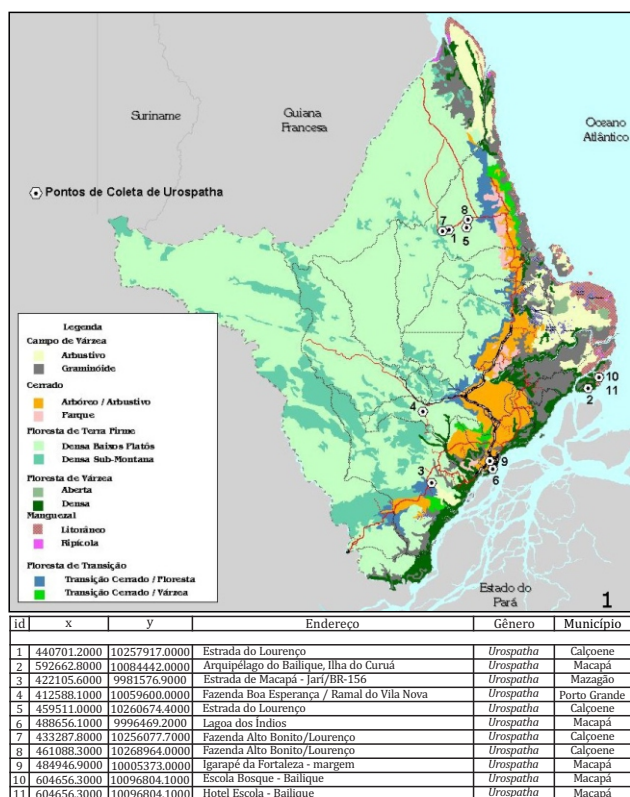 Suriname
Guiana
Francesa
Oceano
Atlântico
Pontos de Coleta de Urospatha
8
7
1
5
10
11
2
4
9
6
3
Legenda
Campo de Várzea
Arbustivo
Graminóide
Cerrado
Arbóreo / Arbustivo
Parque
Floresta de Terra Firme
Densa Baixos Platôs
Densa Sub-Montana
Floresta de Várzea
Aberta
Densa
Manguezal
Litorâneo
Ripícola
Floresta de Transição
Transição Cerrado / Floresta
Transição Cerrado / Várzea
Estado do
Pará
1
id x y Endereço Gênero Município
1 440701.2000 10257917.0000 Estrada do Lourenço Urospatha Calçoene
2 592662.8000 10084442.0000 Arquipélago do Bailique, Ilha do Curuá Urospatha Macapá
3 422105.6000 9981576.9000 Estrada de Macapá - Jarí/BR-156 Urospatha Mazagão
4 412588.1000 10059600.0000 Fazenda Boa Esperança / Ramal do Vila Nova Urospatha Porto Grande
5 459511.0000 10260674.4000 Estrada do Lourenço Urospatha Calçoene
6 488656.1000 9996469.2000 Lagoa dos Índios Urospatha Macapá
7 433287.8000 10256077.7000 Fazenda Alto Bonito/Lourenço Urospatha Calçoene
8 461088.3000 10268964.0000 Fazenda Alto Bonito/Lourenço Urospatha Calçoene
9 484946.9000 10005373.0000 Igarapé da Fortaleza - margem Urospatha Macapá
10 604656.3000 10096804.1000 Escola Bosque - Bailique Urospatha Macapá
11 604656.3000 10096804.1000 Hotel Escola - Bailique Urospatha Macapá